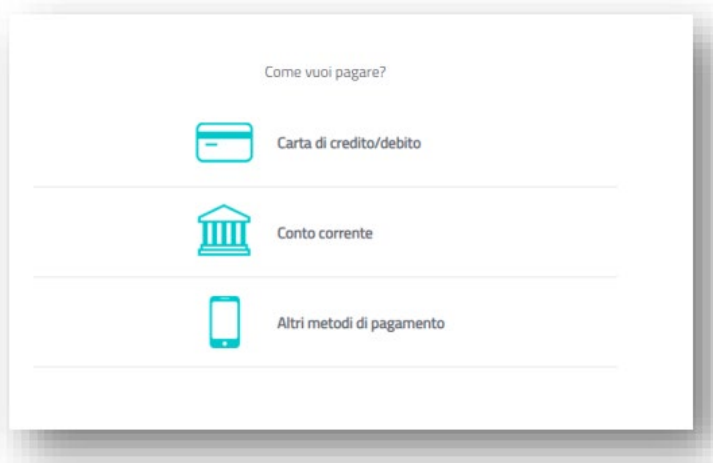 Come vuoi pagare?
Carta di credito/debito
Conto corrente
Altri metodi di pagamento